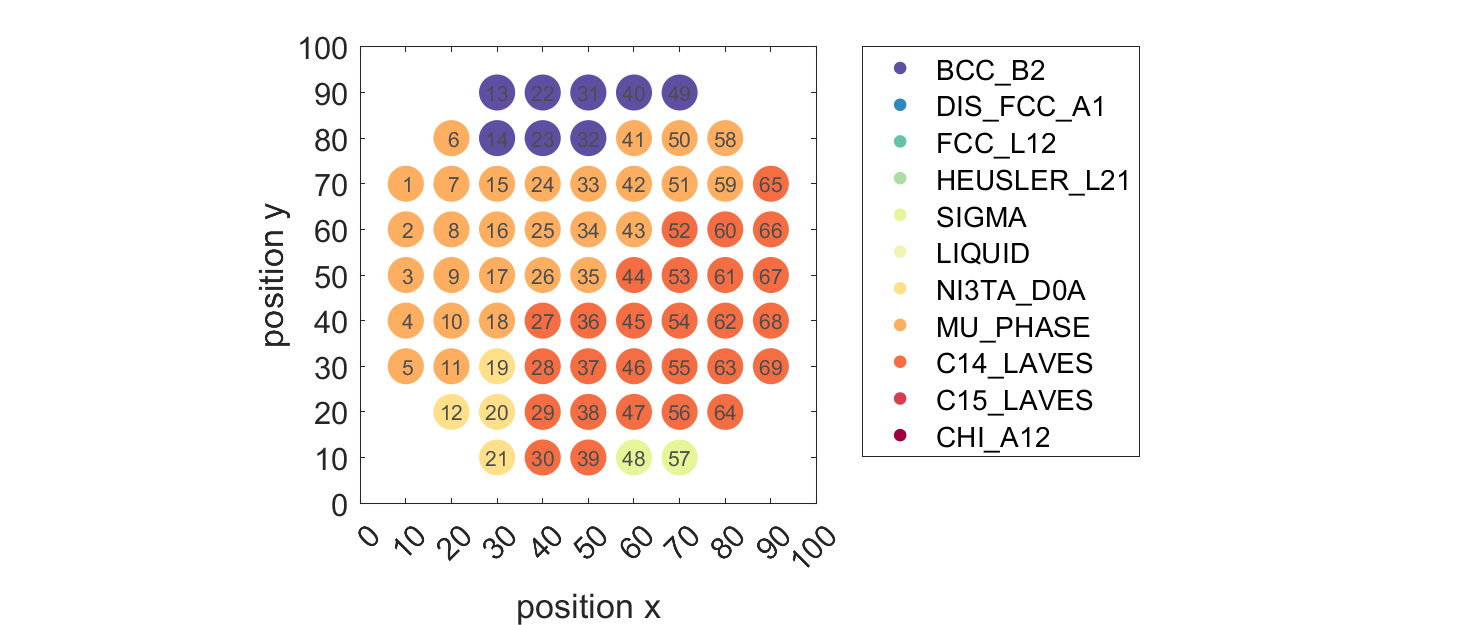 100
90
80
70
60
50
40
30
20
10
0
position y
13 22 31 40 49
6 14 23 32 41 50 58
1 7 15 24 33 42 51 59 65
2 8 16 25 34 43 52 60 66
3 9 17 26 35 44 53 61 67
4 10 18 27 36 45 54 62 68
5 11 19 28 37 46 55 63 69
12 20 29 38 47 56 64
21 30 39 48 57
0 10 20 30 40 50 60 70 80 90 100
position x
BCC_B2
DIS_FCC_A1
FCC_L12
HEUSLER_L21
SIGMA
LIQUID
NI3TA_D0A
MU_PHASE
C14_LAVES
C15_LAVES
CHI_A12